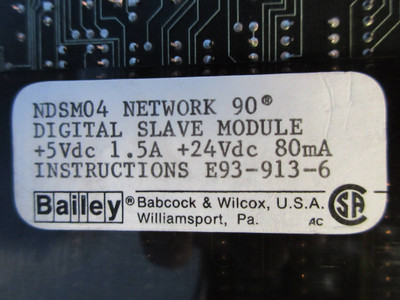 NDSM04 NETWORK 90®
DIGITAL SLAVE MODULE
+5Vdc 1.5A +24Vdc 80mA
INSTRUCTIONS E93-913-6
Bailey® Babcock & Wilcox, U.S.A.
Williamsport, Pa.
AC
SA